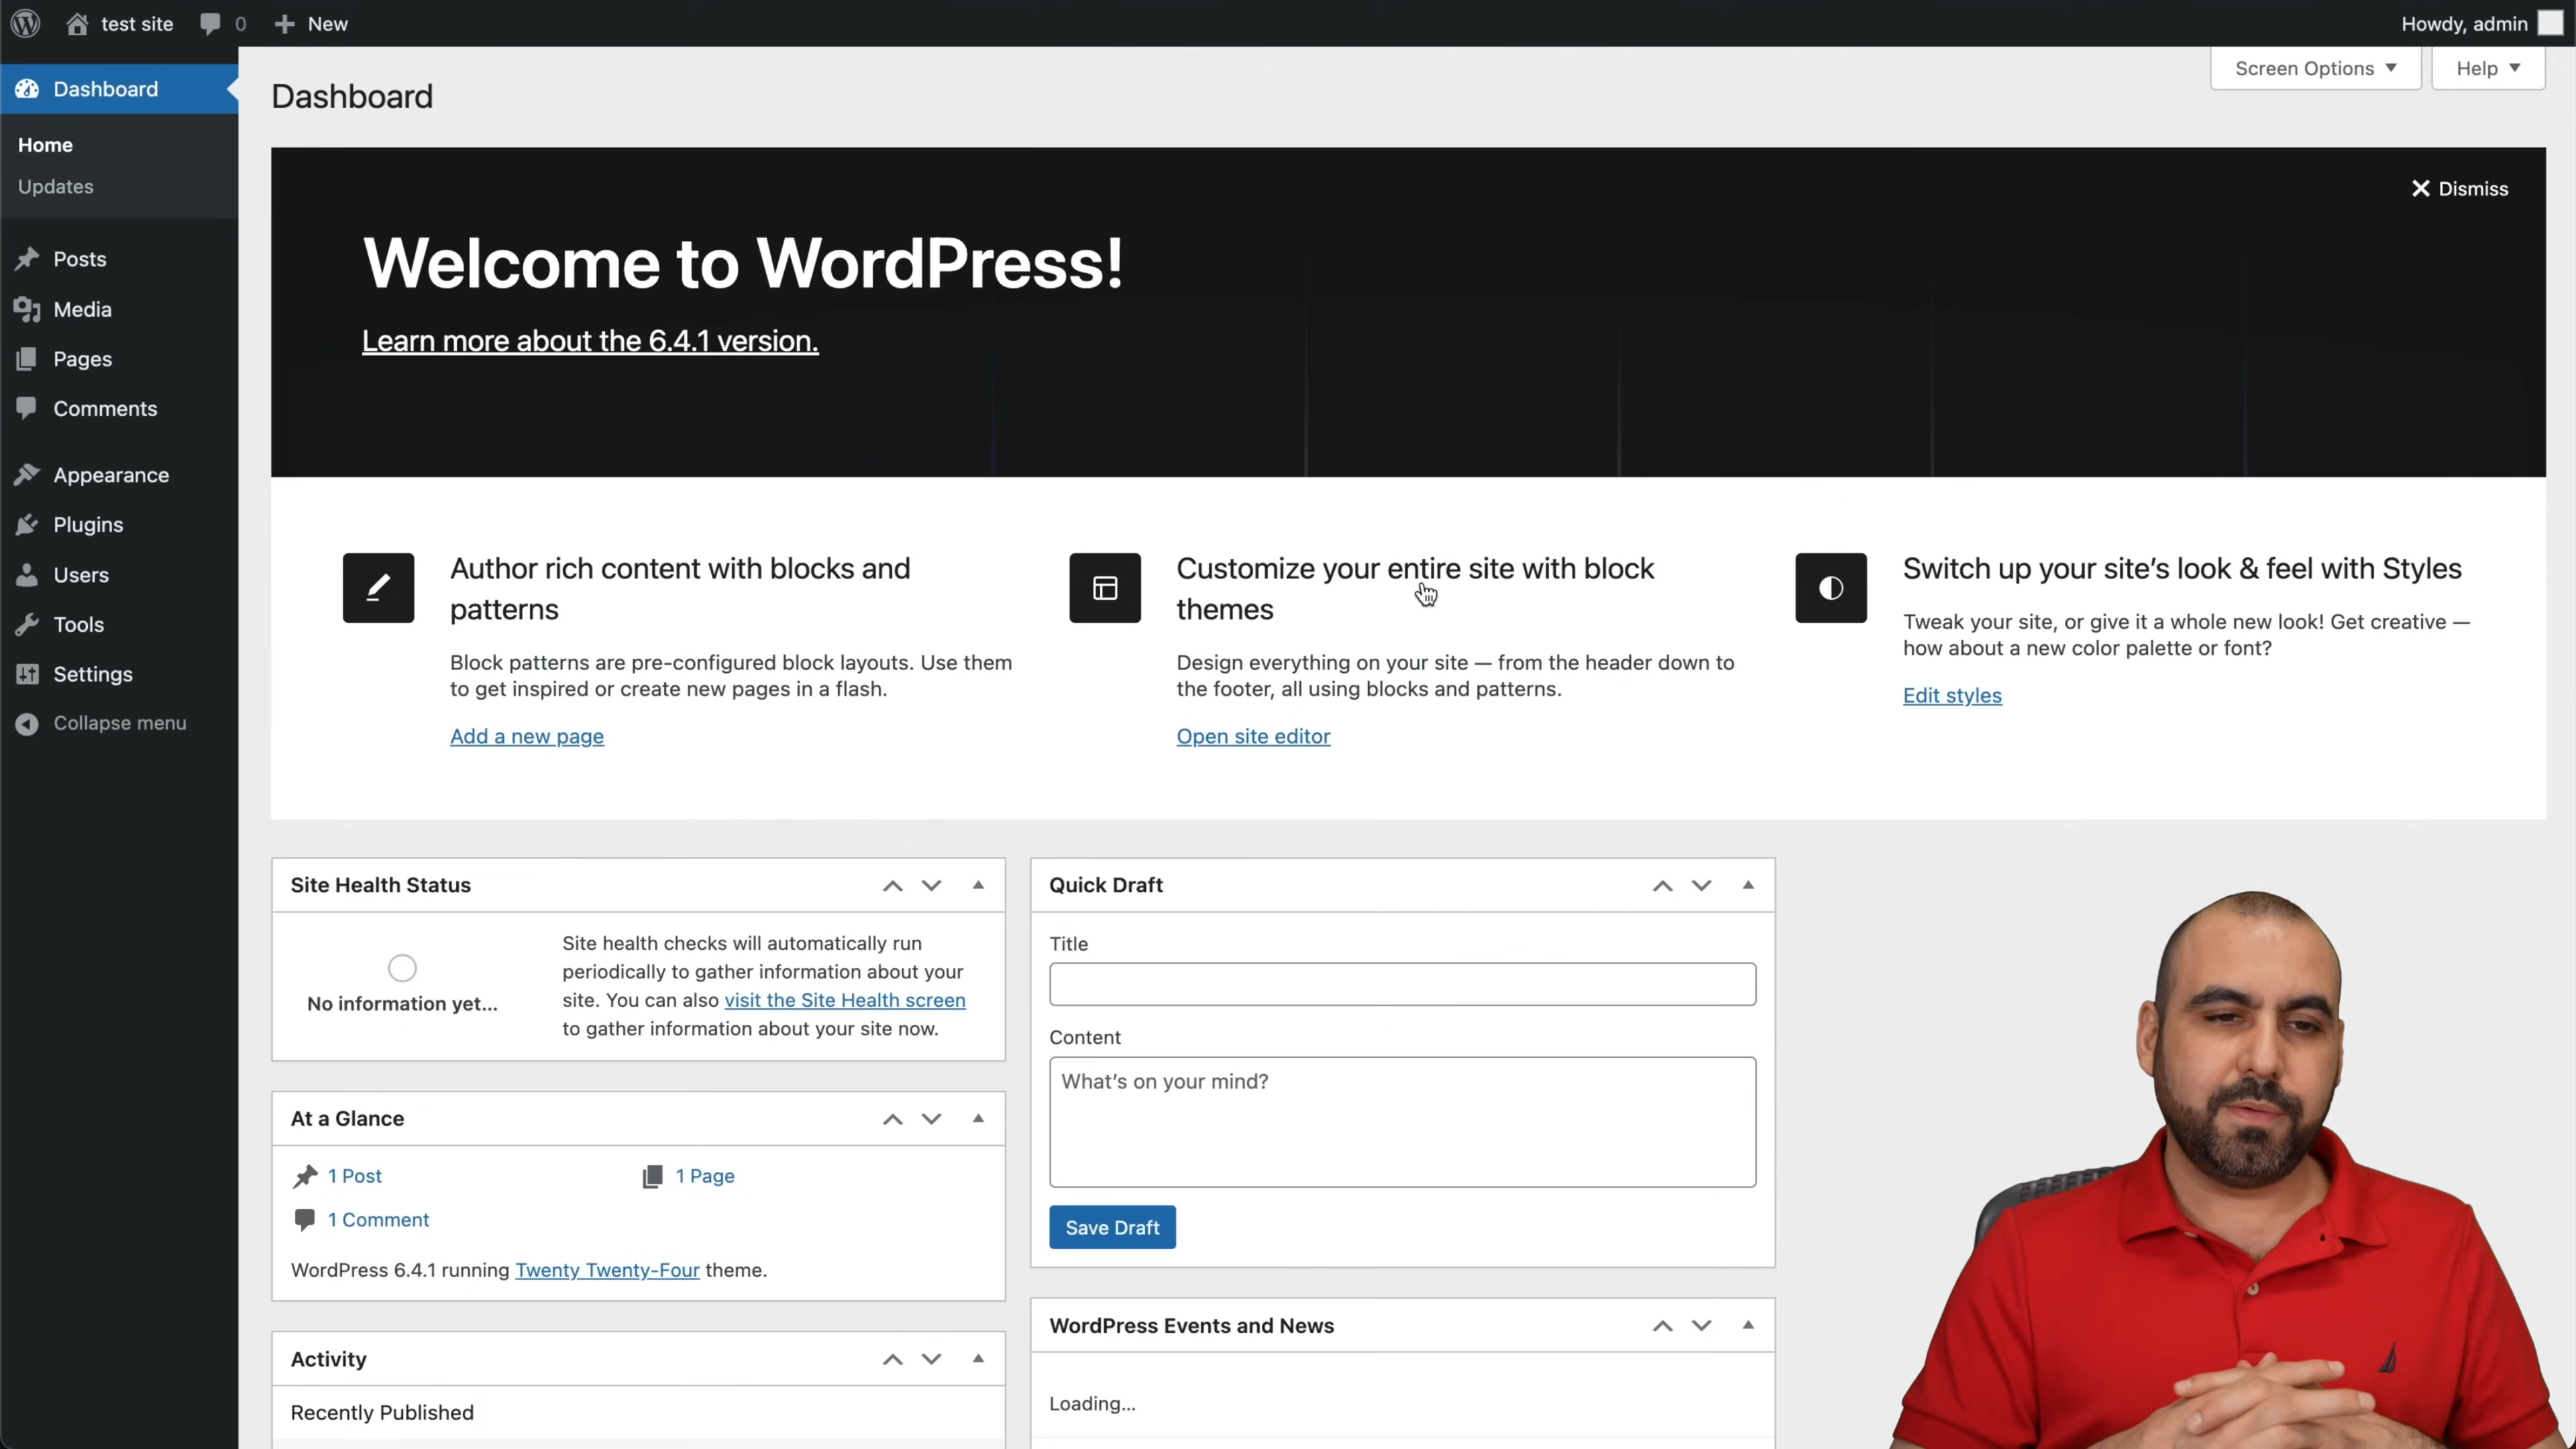 test site
0
New
Howdy, admin
Screen Options
Help
Dashboard
Home
Updates
Posts
Media
Pages
Comments
Appearance
Plugins
Users
Tools
Settings
Collapse menu
Dashboard
Dismiss
Welcome to WordPress!
Learn more about the 6.4.1 version.
Author rich content with blocks and
patterns
Block patterns are pre-configured block layouts. Use them
to get inspired or create new pages in a flash.
Add a new page
Customize your entire site with block
themes
Design everything on your site — from the header down to
the footer, all using blocks and patterns.
Open site editor
Switch up your site’s look & feel with Styles
Tweak your site, or give it a whole new look! Get creative —
how about a new color palette or font?
Edit styles
Site Health Status
No information yet...
Site health checks will automatically run
periodically to gather information about your
site. You can also visit the Site Health screen
to gather information about your site now.
At a Glance
1 Post
1 Page
1 Comment
WordPress 6.4.1 running Twenty Twenty-Four theme.
Activity
Recently Published
Quick Draft
Title
Content
What’s on your mind?
Save Draft
WordPress Events and News
Loading...